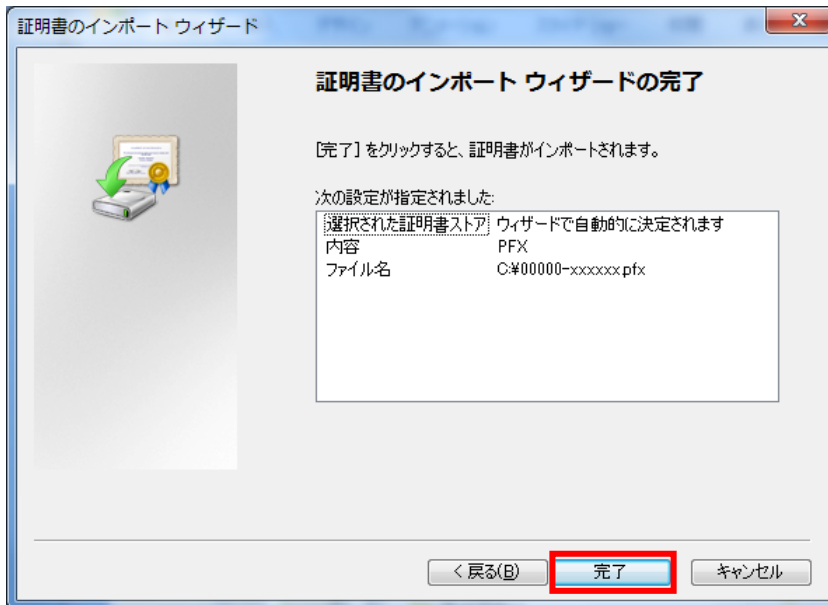 証明書のインポート ウィザード
証明書のインポート ウィザードの完了
[完了] をクリックすると、証明書がインポートされます。
次の設定が指定されました:
選択された証明書ストア ウィザードで自動的に決定されます
内容 PFX
ファイル名 C:¥00000-xxxxxx.pfx
< 戻る(B) 完了 キャンセル